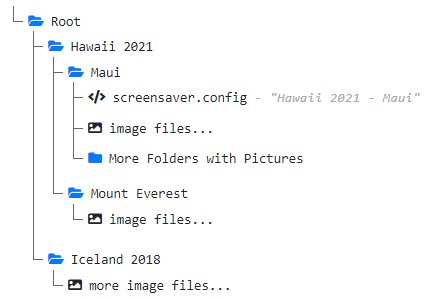 Root
Hawaii 2021
Maui
screensaver.config - "Hawaii 2021 - Maui"
image files...
More Folders with Pictures
Mount Everest
image files...
Iceland 2018
more image files...